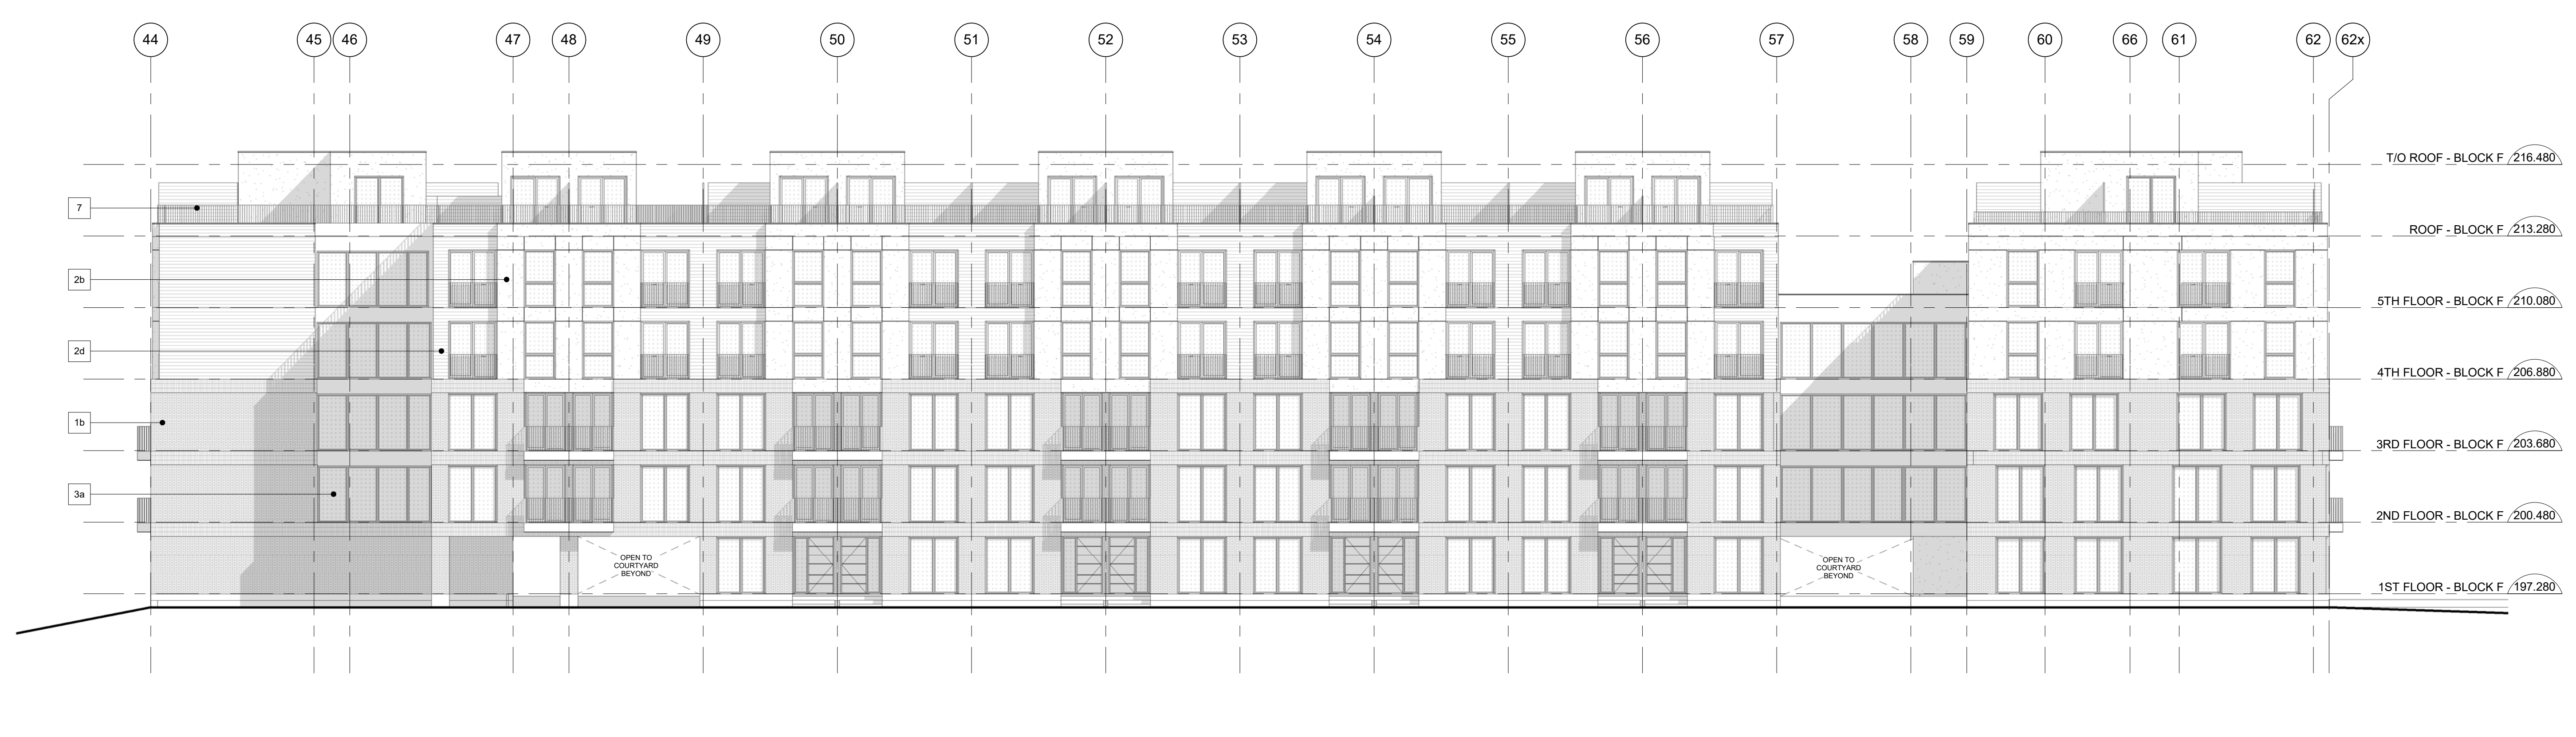 44 45 46 47 48 49 50 51 52 53 54 55 56 57 58 59 60 66 61 62 62x
T/O ROOF - BLOCK F 216.480
7
ROOF - BLOCK F 213.280
2b
5TH FLOOR - BLOCK F 210.080
2d
4TH FLOOR - BLOCK F 206.880
1b
3RD FLOOR - BLOCK F 203.680
3a
2ND FLOOR - BLOCK F 200.480
OPEN TO
COURTYARD
BEYOND
OPEN TO
COURTYARD
BEYOND
1ST FLOOR - BLOCK F 197.280